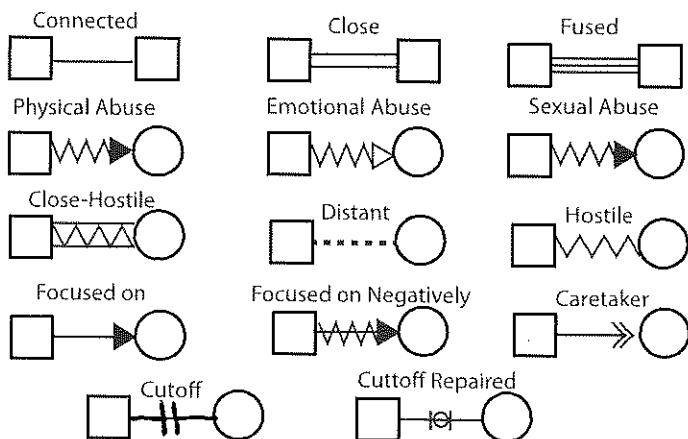 Connected
Close
Fused
Physical Abuse
Emotional Abuse
Sexual Abuse
Close-Hostile
Distant
Hostile
Focused on
Focused on Negatively
Caretaker
Cutoff
Cuttoff Repaired